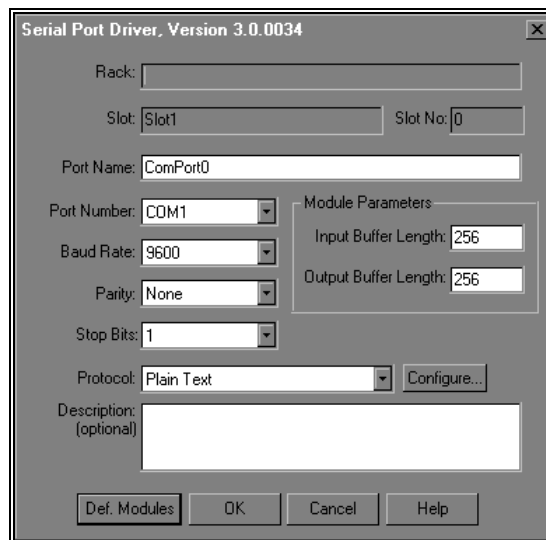 Serial Port Driver, Version 3.0.0034
Rack:
Slot: Slot1 Slot No: 0
Port Name: ComPort0
Port Number: COM1
Module Parameters
Input Buffer Length: 256
Baud Rate: 9600
Output Buffer Length: 256
Parity: None
Stop Bits: 1
Protocol: Plain Text Configure...
Description:
(optional)
Def. Modules OK Cancel Help